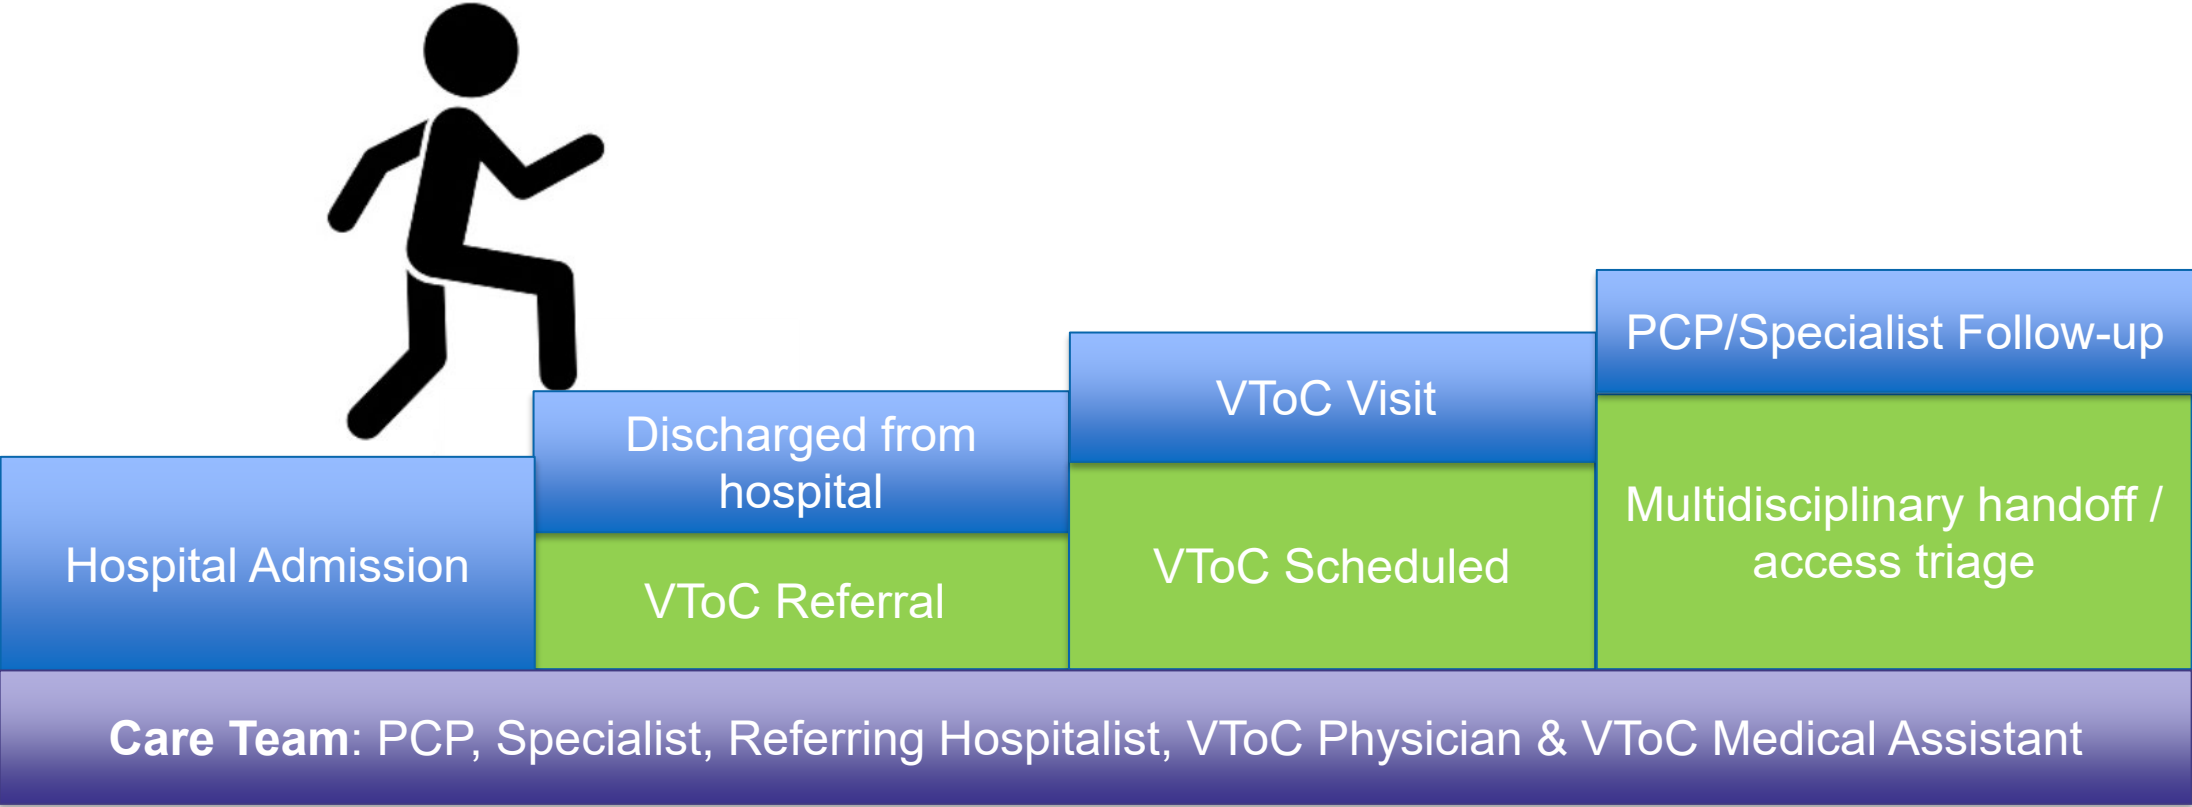 Hospital Admission
Discharged from
hospital
VToC Referral
VToC Visit
VToC Scheduled
PCP/Specialist Follow-up
Multidisciplinary handoff /
access triage
Care Team: PCP, Specialist, Referring Hospitalist, VToC Physician & VToC Medical Assistant